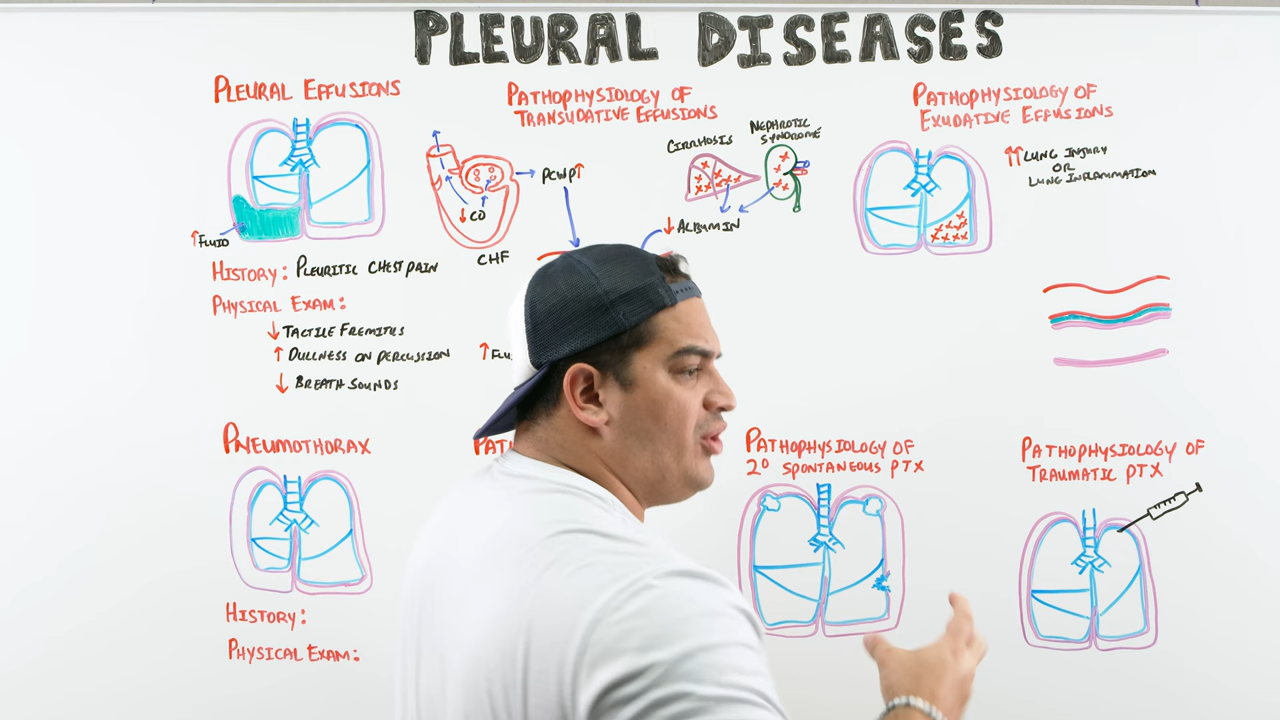 PLEURAL DISEASES
PLEURAL EFFUSIONS
↑FLUID
HISTORY: PLEURITIC CHEST PAIN
PHYSICAL EXAM:
↓ TACTILE FREMITUS
↑ DULLNESS ON PERCUSSION
↓ BREATH SOUNDS
PATHOPHYSIOLOGY OF
TRANSUDATIVE EFFUSIONS
↓CO
CHF
PCWP↑
CIRRHOSIS
NEPHROTIC
SYNDROME
↓ ALBUMIN
PATHOPHYSIOLOGY OF
EXUDATIVE EFFUSIONS
↑↑ LUNG INJURY
OR
LUNG INFLAMMATION
PNEUMOTHORAX
HISTORY:
PHYSICAL EXAM:
PATHOPHYSIOLOGY OF
2° SPONTANEOUS PTX
PATHOPHYSIOLOGY OF
TRAUMATIC PTX